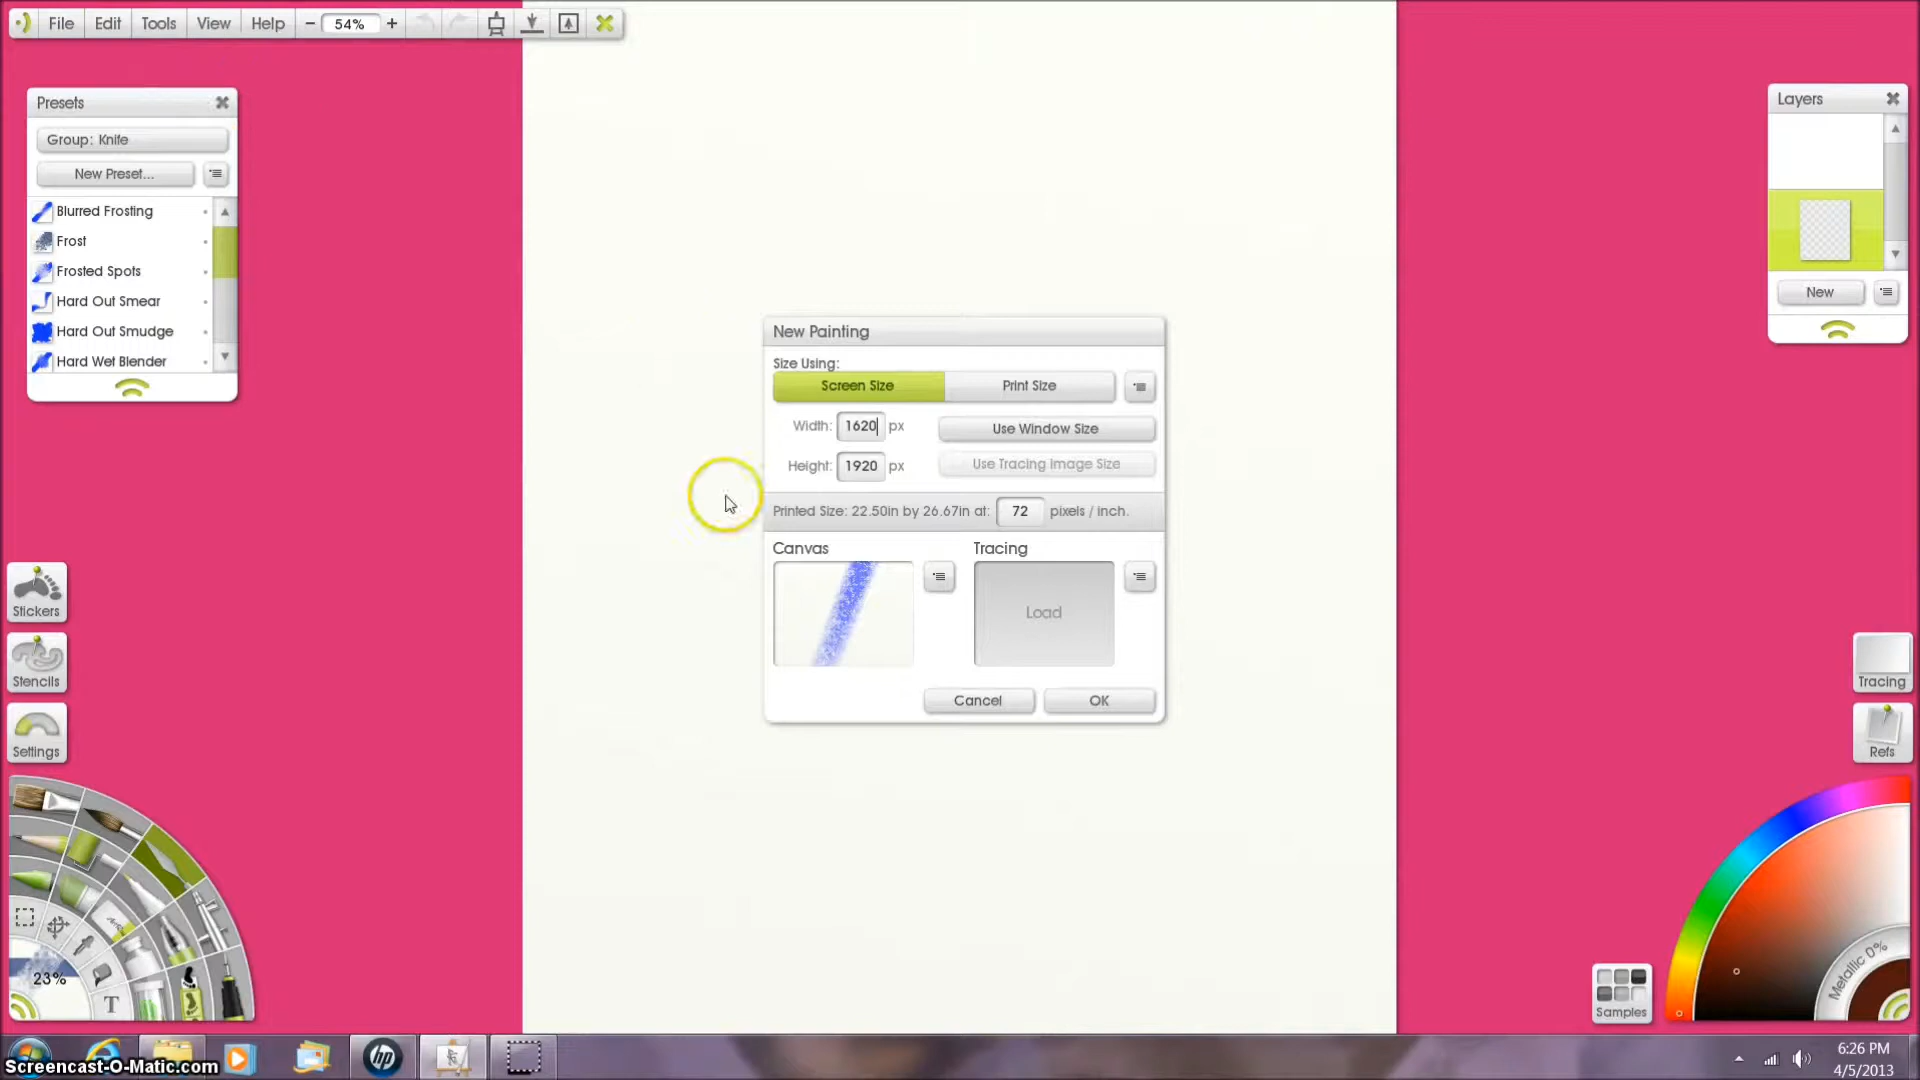 File Edit Tools View Help − 54% +
Presets
Group: Knife
New Preset...
Blurred Frosting
Frost
Frosted Spots
Hard Out Smear
Hard Out Smudge
Hard Wet Blender
Layers
New
New Painting
Size Using:
Screen Size Print Size
Width: 1620 px Use Window Size
Height: 1920 px Use Tracing Image Size
Printed Size: 22.50in by 26.67in at: 72 pixels / inch.
Canvas Tracing
Load
Cancel OK
Stickers
Stencils
Settings
Tracing
Refs
23%
T
Metallic 0%
Samples
hp
Screencast-O-Matic.com
6:26 PM
4/5/2013